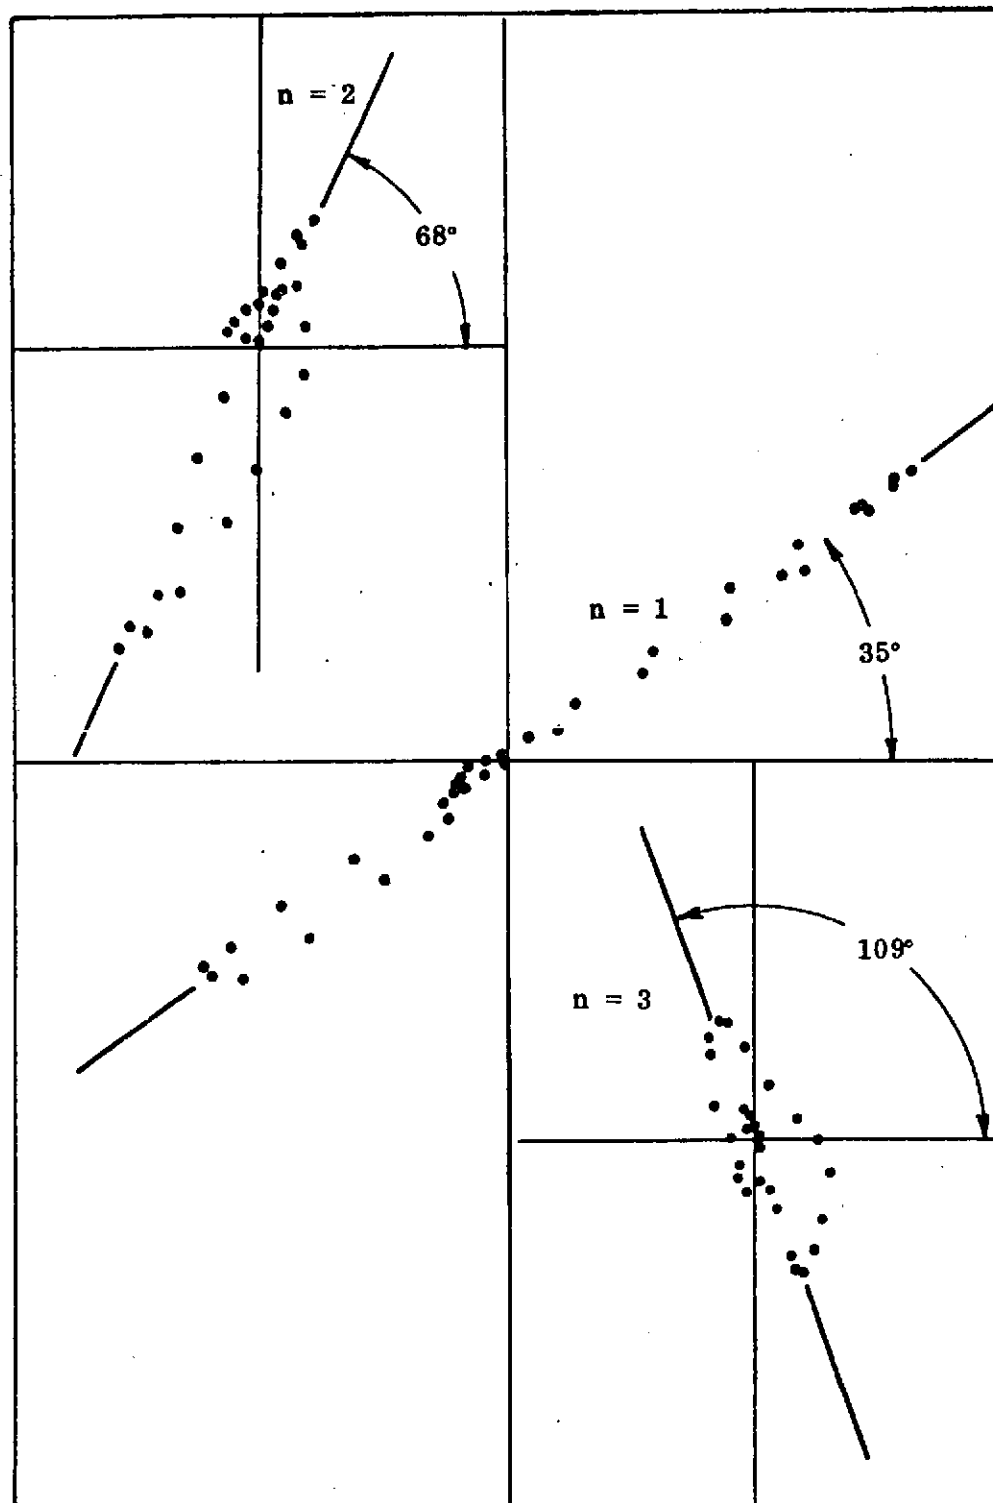 n = 2
68°
n = 1
35°
109°
n = 3